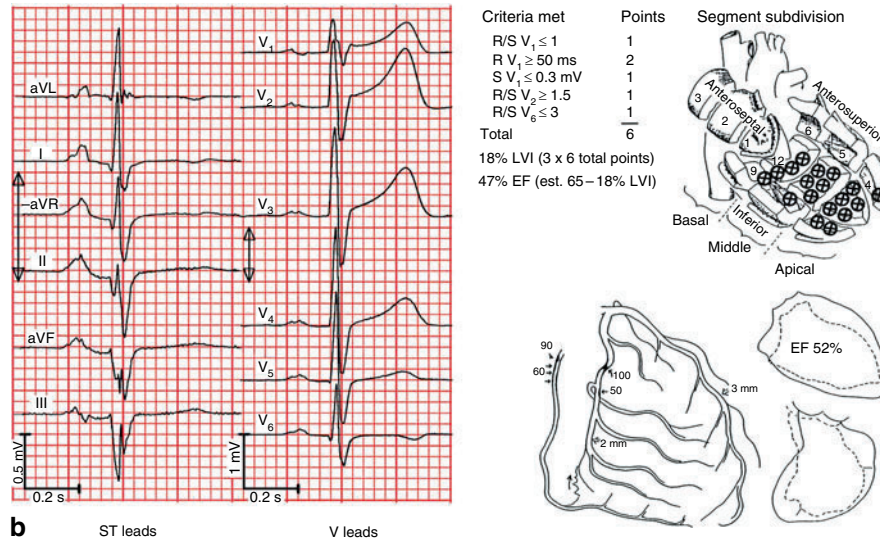 aVL
I
–aVR
II
aVF
III
0.5 mV
0.2 s
V1
V2
V3
V4
V5
V6
1 mV
0.2 s
b
ST leads
V leads
Criteria met Points
R/S V1 ≤ 1 1
R V1 ≥ 50 ms 2
S V1 ≤ 0.3 mV 1
R/S V2 ≥ 1.5 1
R/S V6 ≤ 3 1
Total 6
18% LVI (3 x 6 total points)
47% EF (est. 65 – 18% LVI)
Segment subdivision
Anteroseptal
Anterosuperior
3
2
1
6
5
4
12
9
Basal
Inferior
Middle
Apical
90
60
100
50
2 mm
3 mm
EF 52%